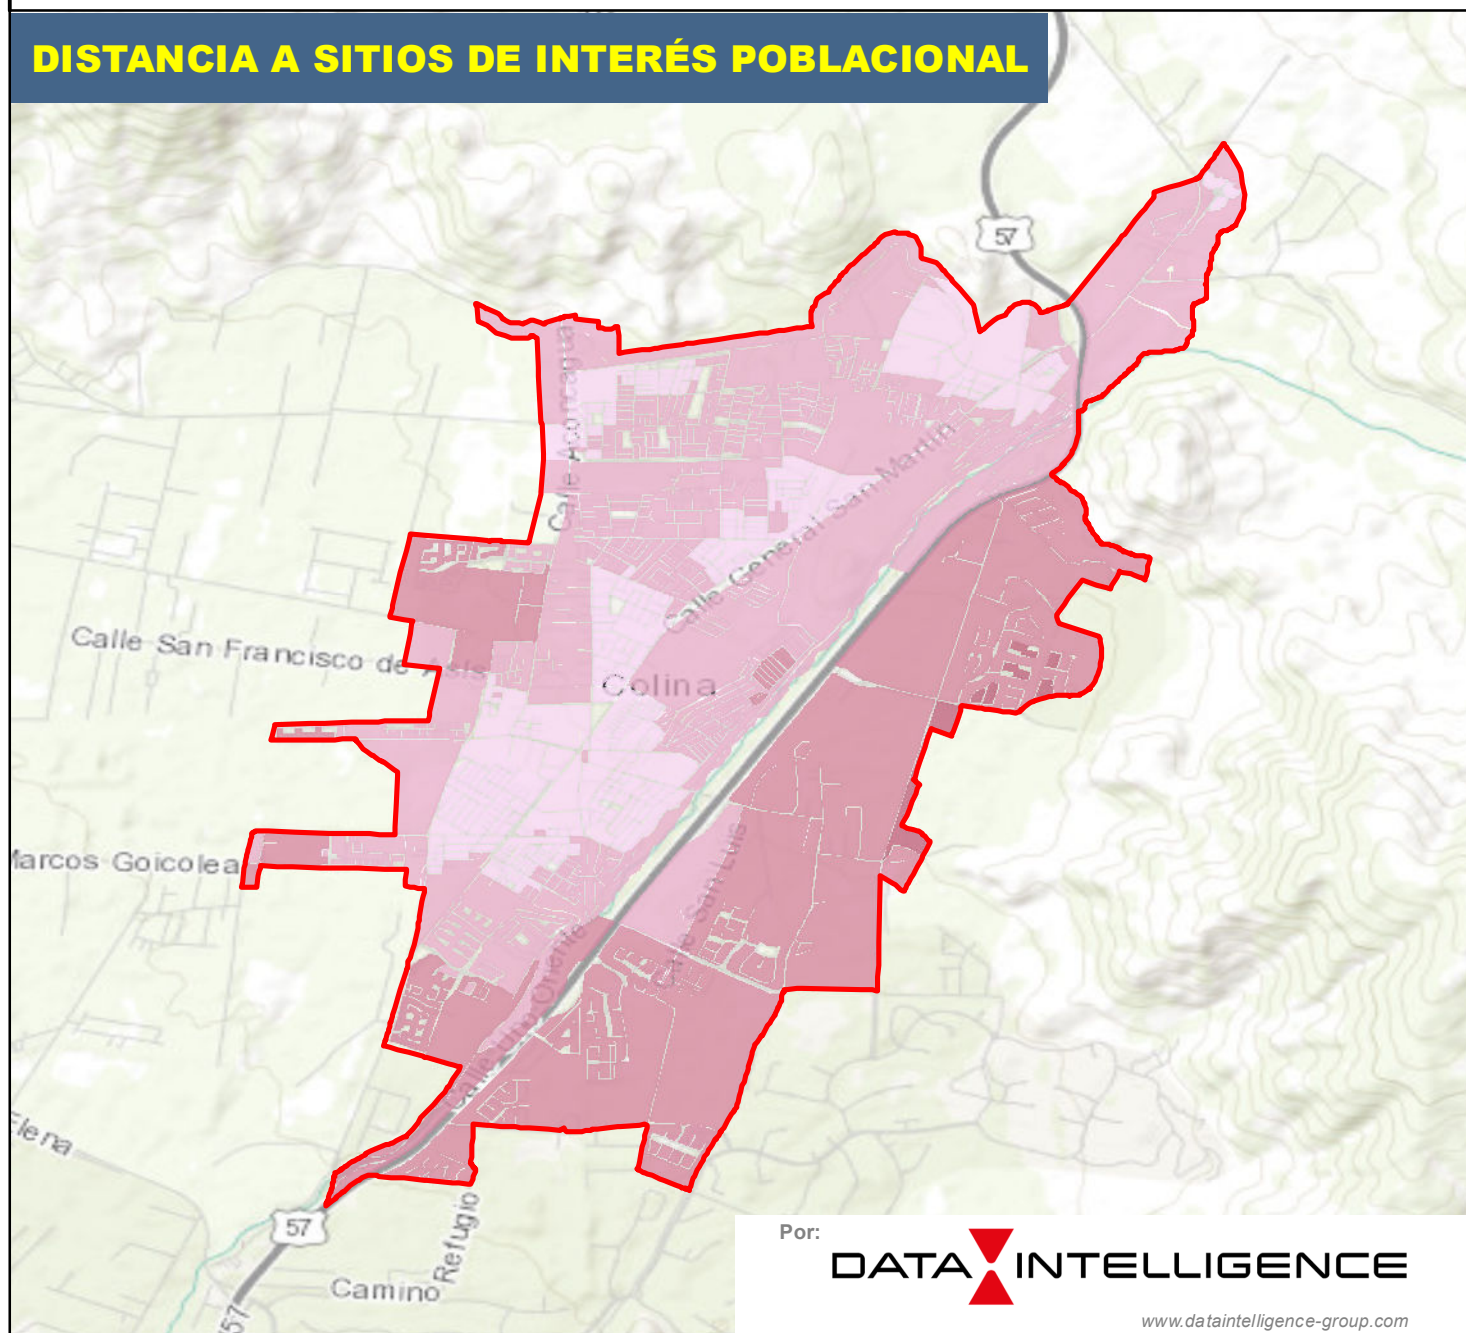 DISTANCIA A SITIOS DE INTERÉS POBLACIONAL
57
Calle Aconcagua
Calle General San Martín
Calle San Francisco de Asís
Colina
Marcos Goicolea
Calle San Luis
Calle Uno Oriente
Elena
57
Camino Refugio
57
Por:
DATA INTELLIGENCE
www.dataintelligence-group.com